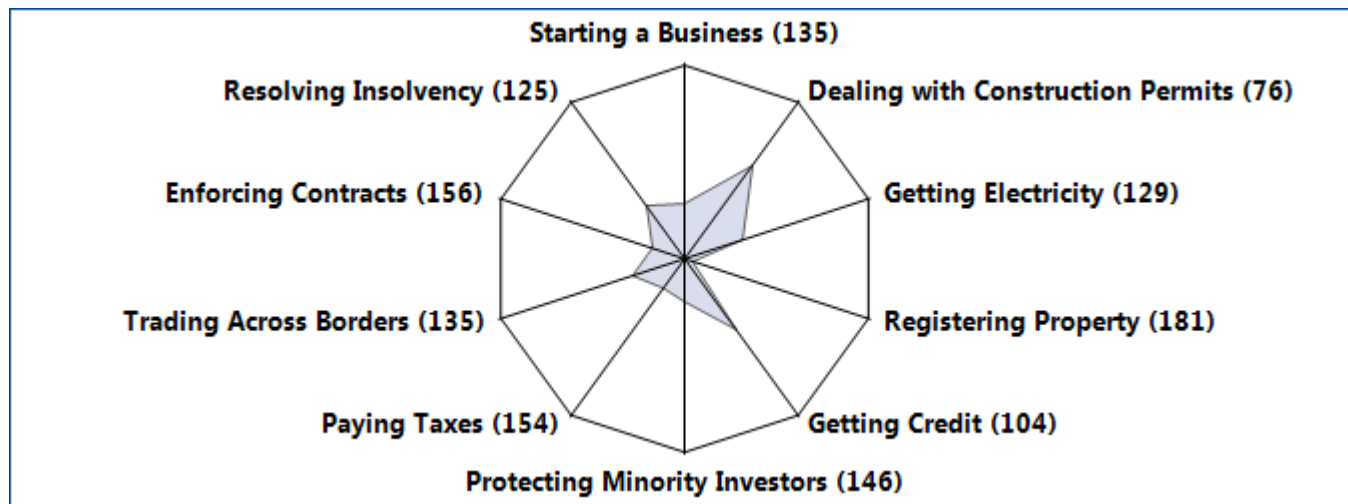 Starting a Business (135)
Resolving Insolvency (125)
Dealing with Construction Permits (76)
Enforcing Contracts (156)
Getting Electricity (129)
Trading Across Borders (135)
Registering Property (181)
Paying Taxes (154)
Getting Credit (104)
Protecting Minority Investors (146)